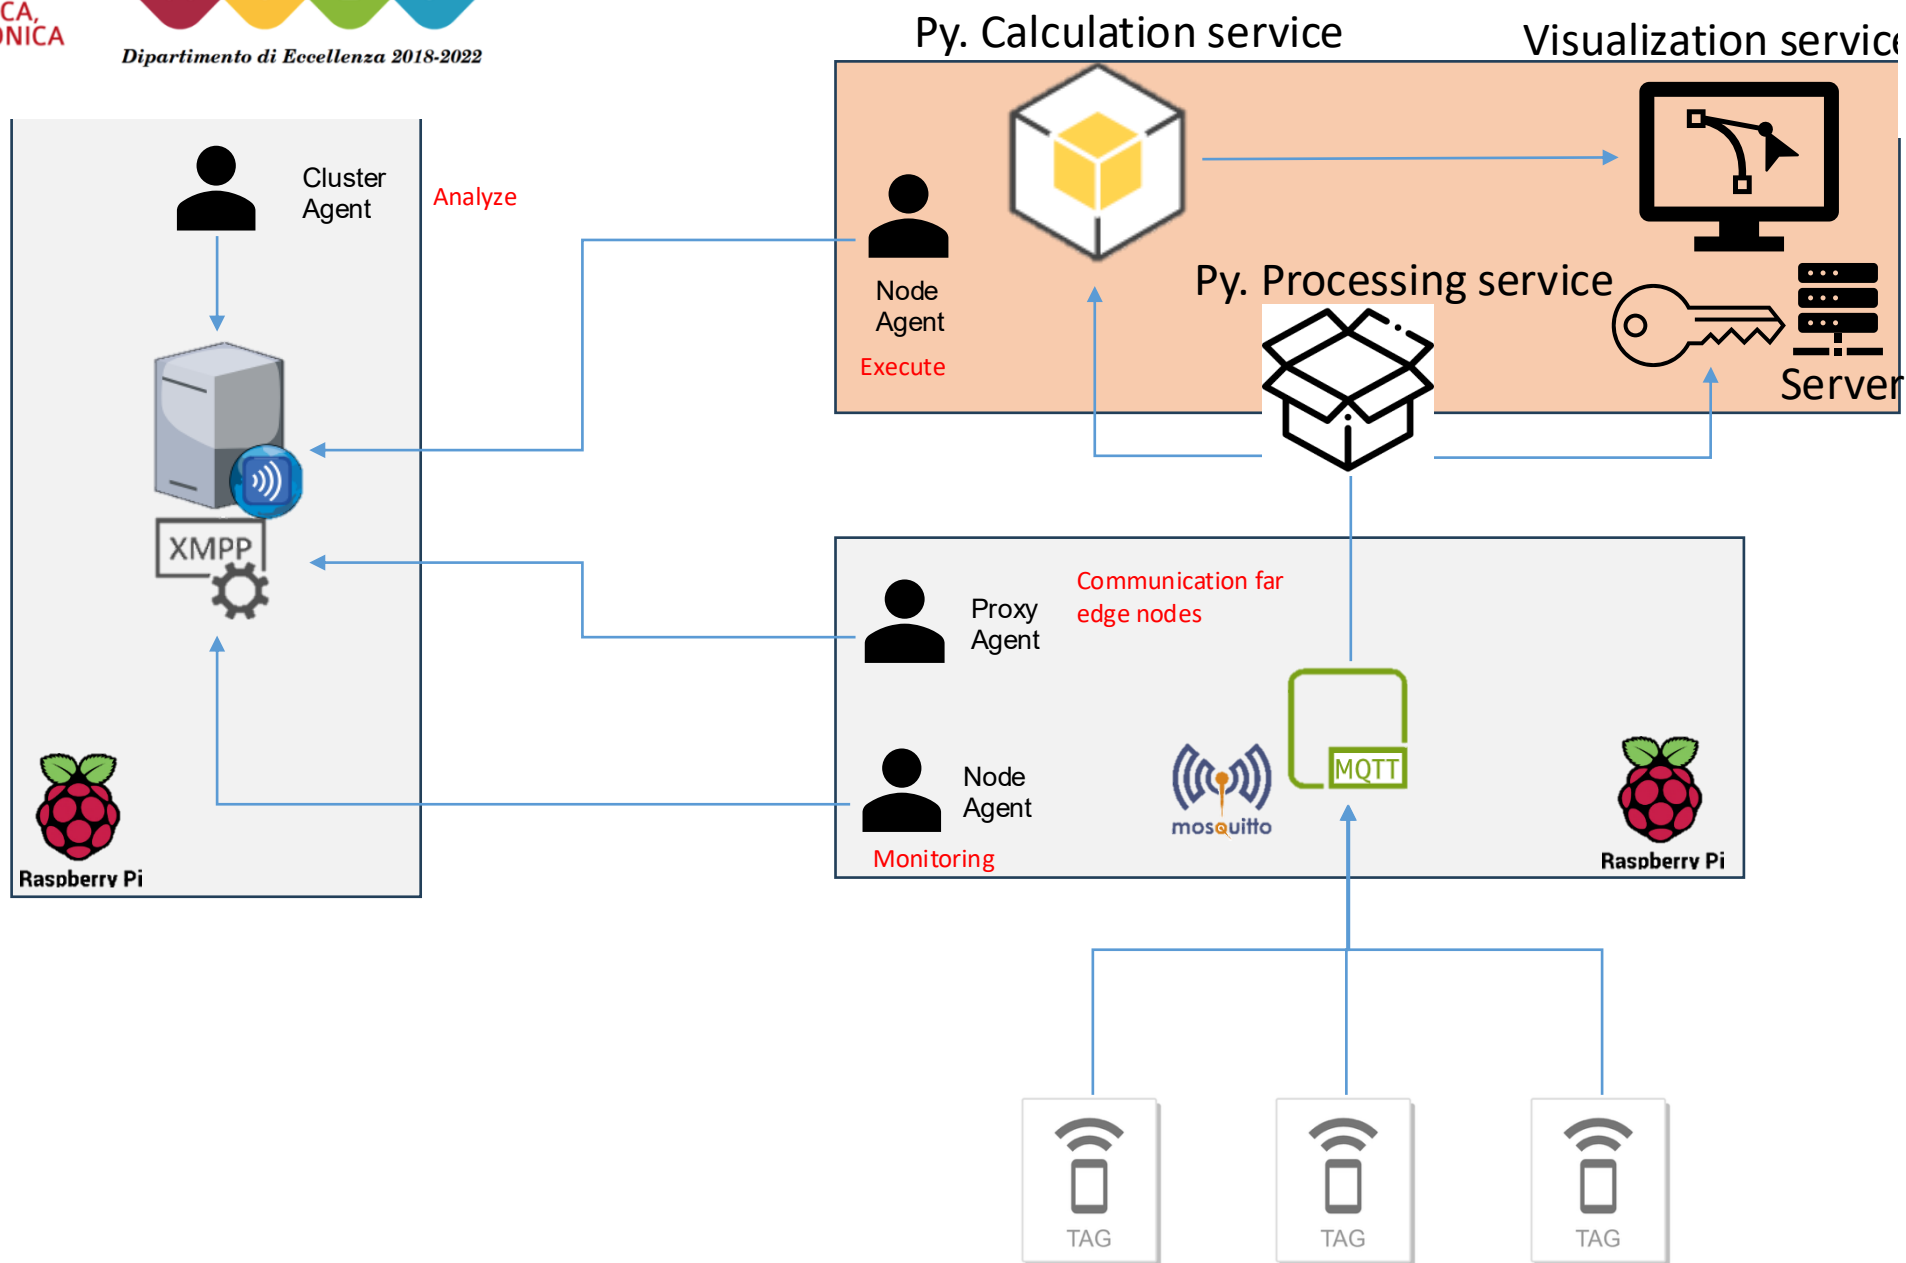 CA,
ONICA
Dipartimento di Eccellenza 2018-2022
Py. Calculation service
Visualization service
Cluster
Agent
Analyze
Node
Agent
Execute
Py. Processing service
Server
XMPP
Proxy
Agent
Communication far
edge nodes
Node
Agent
Monitoring
mosquitto
MQTT
Raspberry Pi
Raspberry Pi
TAG
TAG
TAG